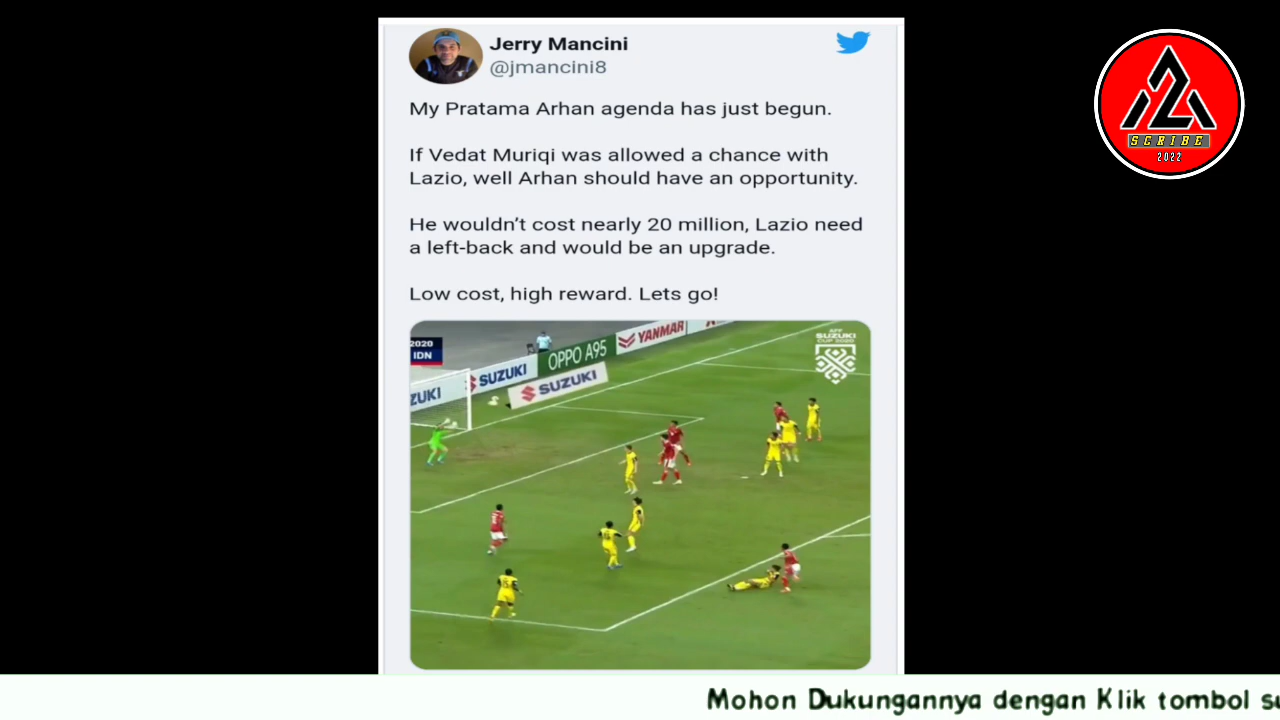 Jerry Mancini
@jmancini8
My Pratama Arhan agenda has just begun.
If Vedat Muriqi was allowed a chance with
Lazio, well Arhan should have an opportunity.
He wouldn't cost nearly 20 million, Lazio need
a left-back and would be an upgrade.
Low cost, high reward. Lets go!
2020
IDN
ZUKI
SUZUKI
OPPO A95
YANMAR
SUZUKI
AFF
SUZUKI
CUP 2020
SCRIBE
2022
Mohon Dukungannya dengan Klik tombol